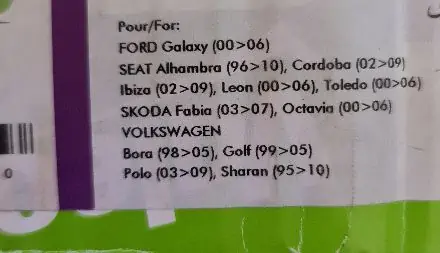 Pour/For:
FORD Galaxy (00>06)
SEAT Alhambra (96>10), Cordoba (02>09)
Ibiza (02>09), Leon (00>06), Toledo (00>06)
SKODA Fabia (03>07), Octavia (00>06)
VOLKSWAGEN
Bora (98>05), Golf (99>05)
Polo (03>09), Sharan (95>10)
0